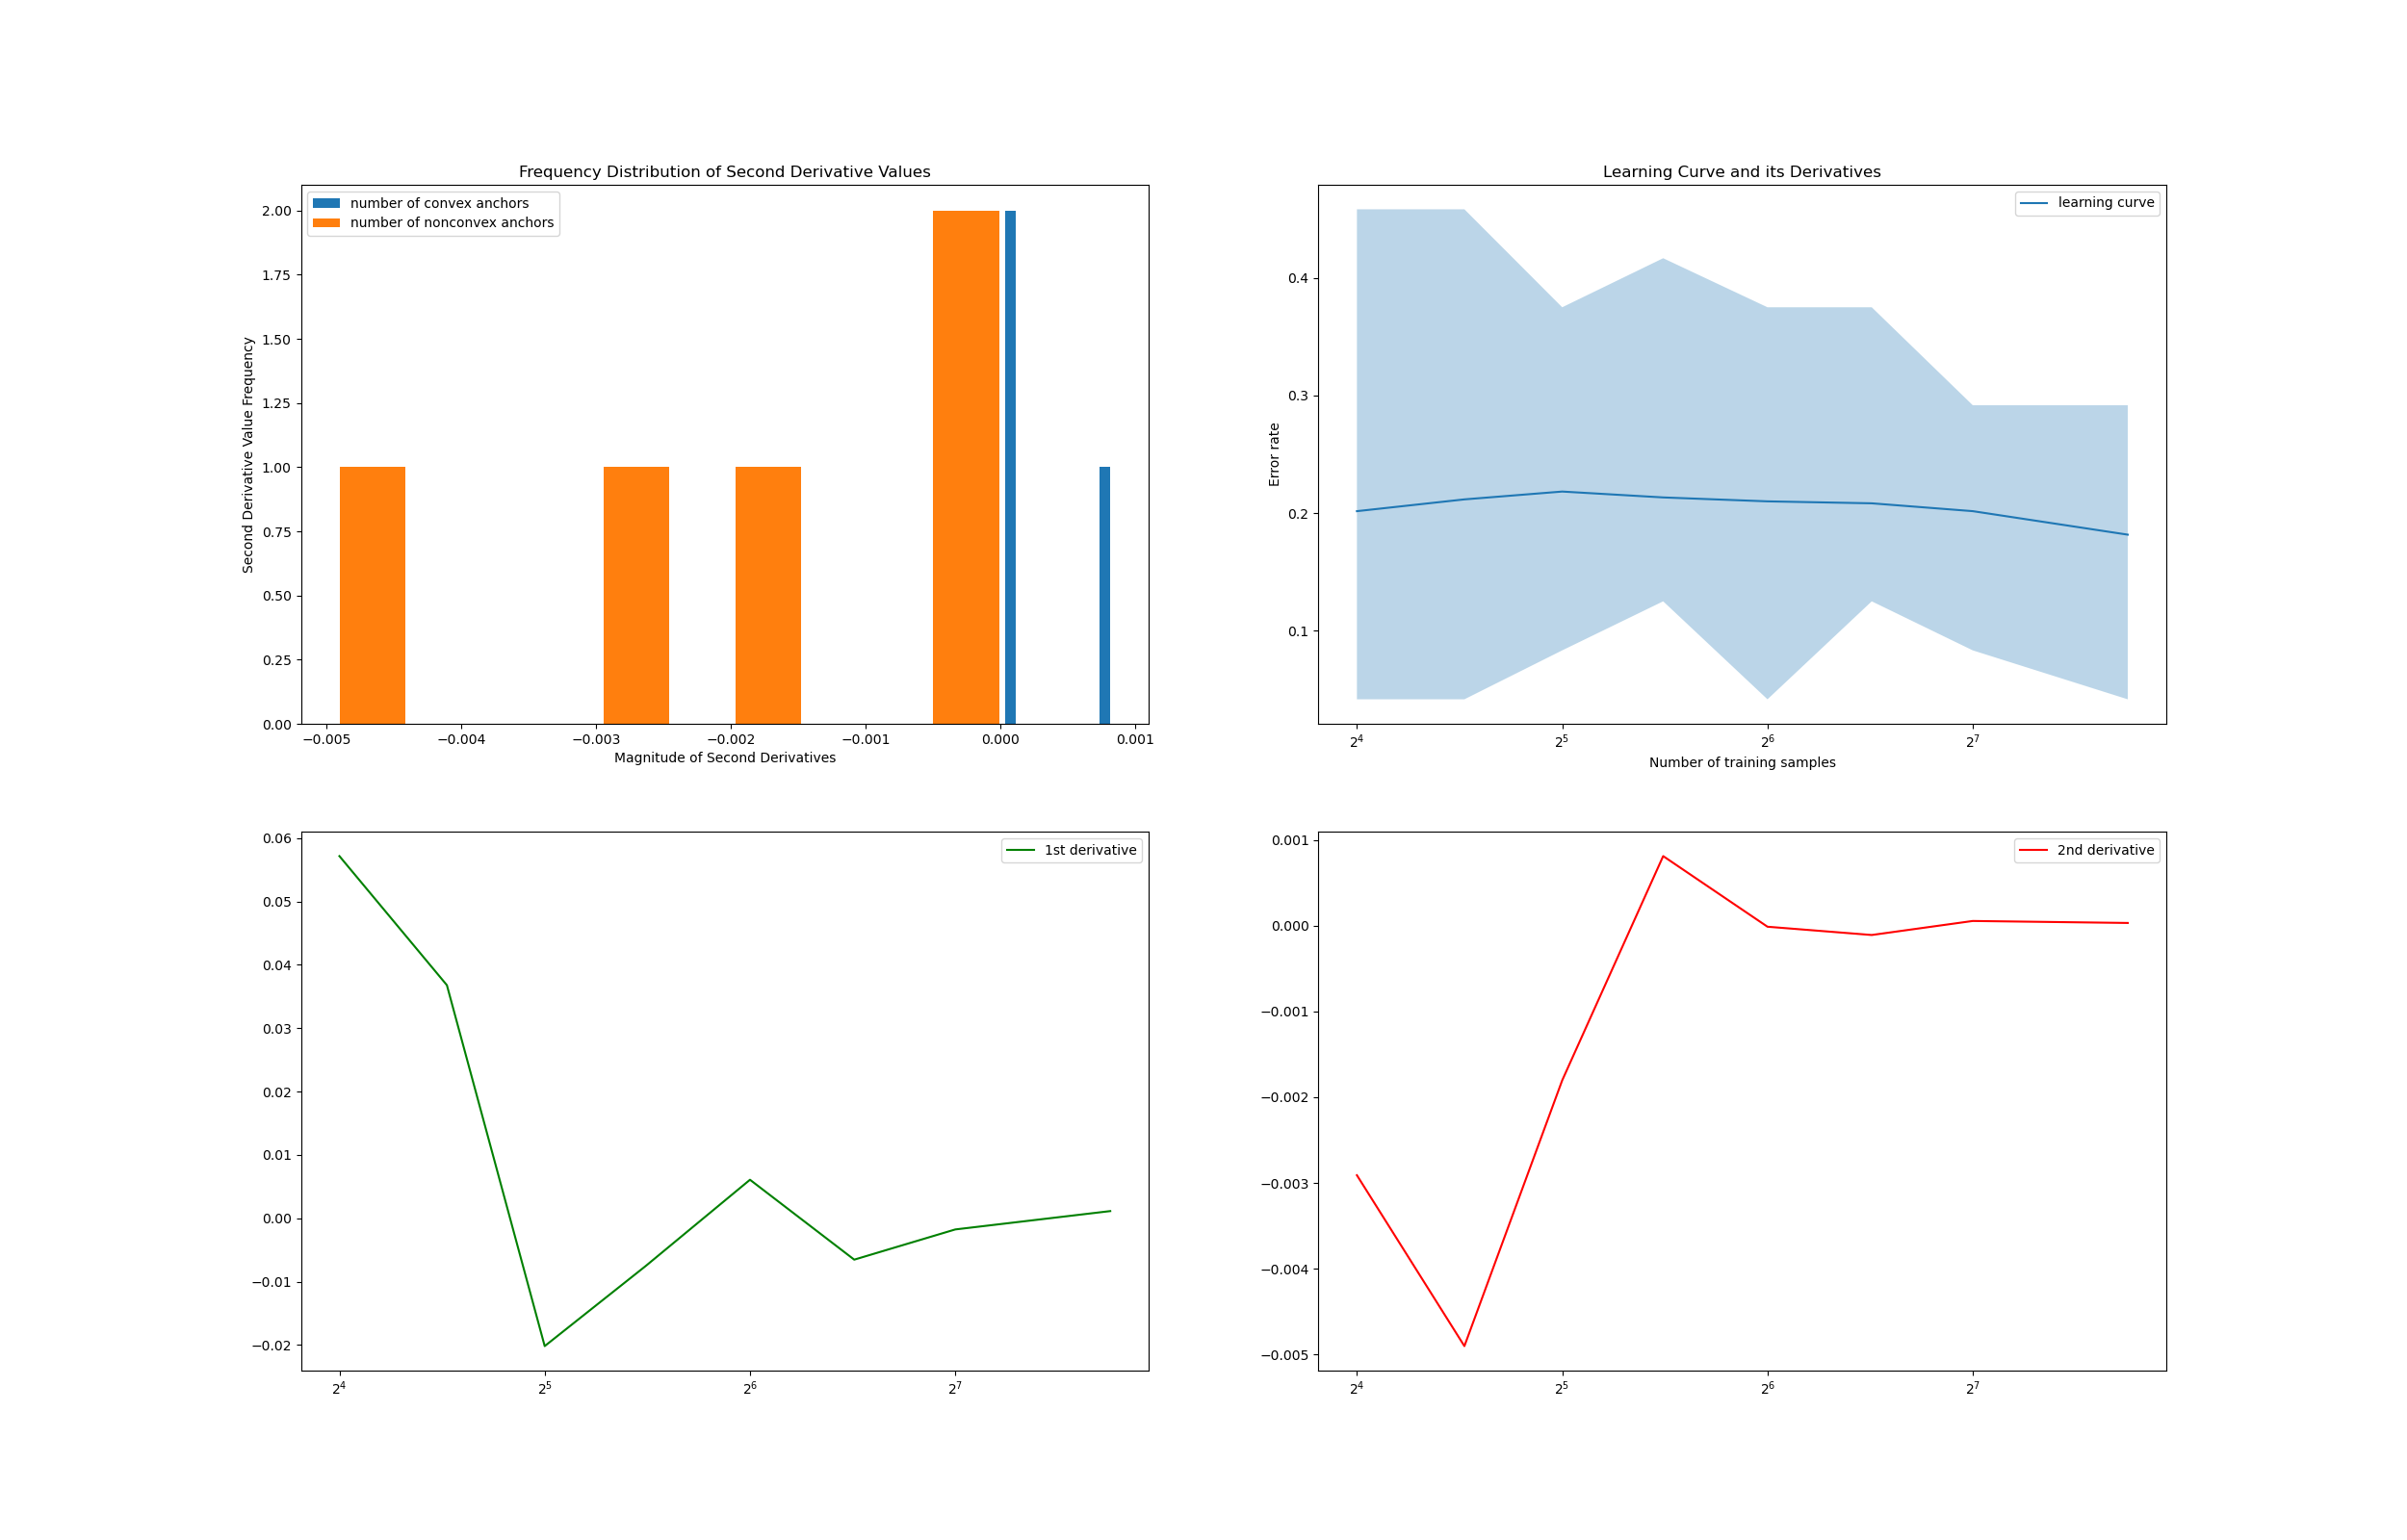 Frequency Distribution of Second Derivative Values
number of convex anchors
number of nonconvex anchors
2.00
1.75
1.50
1.25
1.00
0.75
0.50
0.25
0.00
Second Derivative Value Frequency
−0.005 −0.004 −0.003 −0.002 −0.001 0.000 0.001
Magnitude of Second Derivatives
Learning Curve and its Derivatives
learning curve
0.4
0.3
0.2
0.1
Error rate
2⁴ 2⁵ 2⁶ 2⁷
Number of training samples
1st derivative
0.06
0.05
0.04
0.03
0.02
0.01
0.00
−0.01
−0.02
2⁴ 2⁵ 2⁶ 2⁷
2nd derivative
0.001
0.000
−0.001
−0.002
−0.003
−0.004
−0.005
2⁴ 2⁵ 2⁶ 2⁷